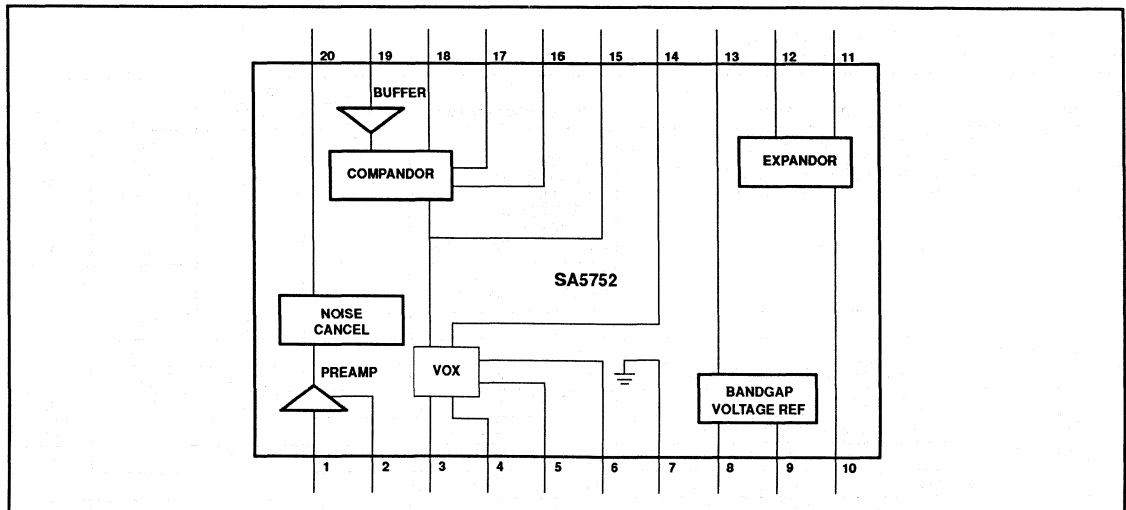 20 19 18 17 16 15 14 13 12 11
BUFFER
COMPANDOR
EXPANDOR
SA5752
NOISE
CANCEL
PREAMP
VOX
BANDGAP
VOLTAGE REF
1 2 3 4 5 6 7 8 9 10